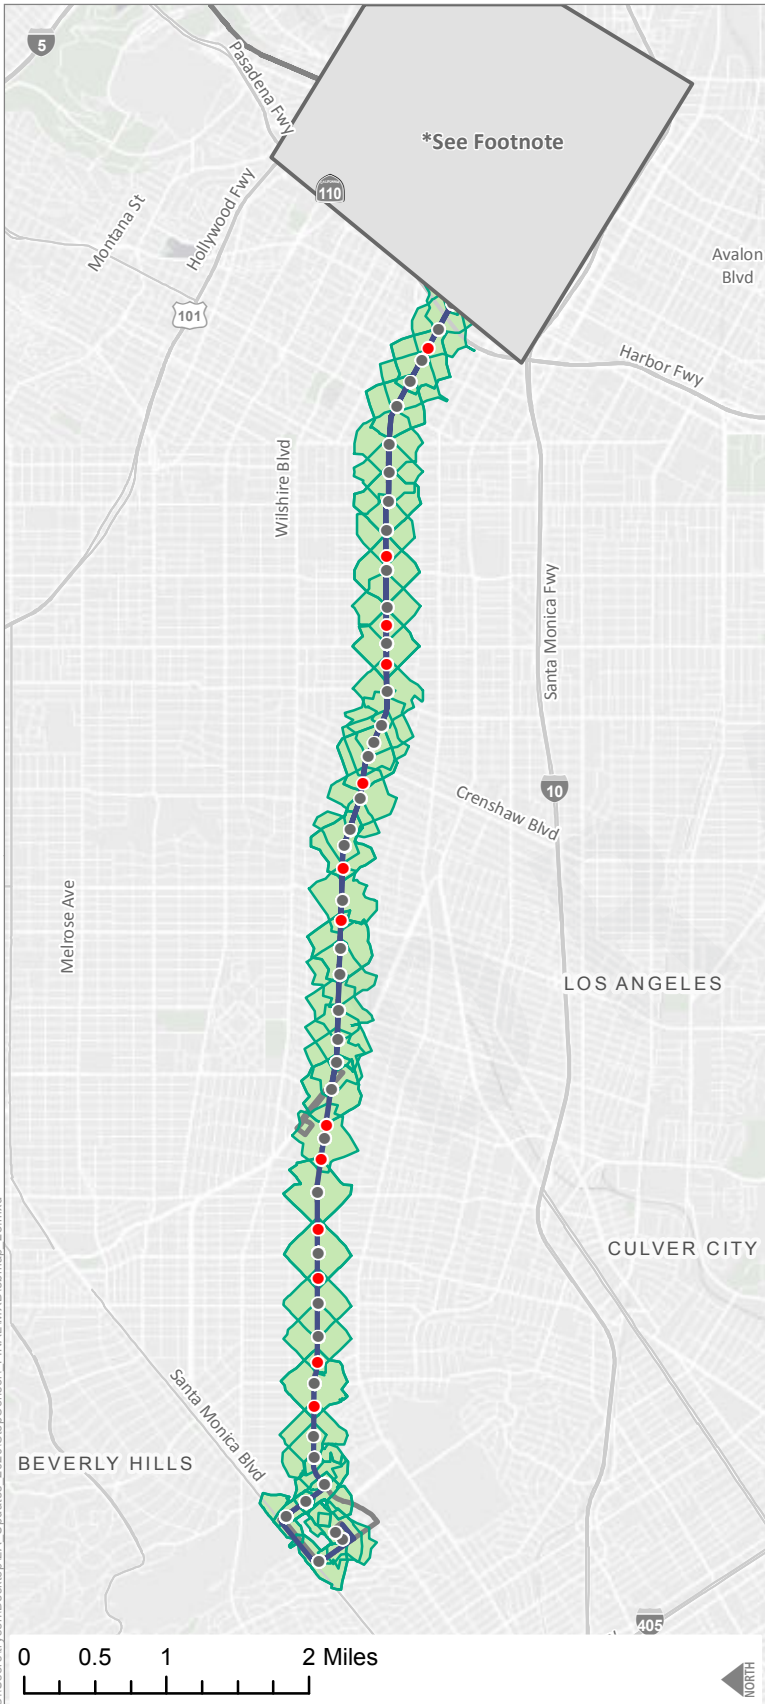 5
Pasadena Fwy
*See Footnote
110
Montana St
Hollywood Fwy
Avalon
Blvd
101
Harbor Fwy
Wilshire Blvd
Santa Monica Fwy
10
Crenshaw Blvd
Melrose Ave
LOS ANGELES
CULVER CITY
Santa Monica Blvd
BEVERLY HILLS
405
0 0.5 1 2 Miles
NORTH